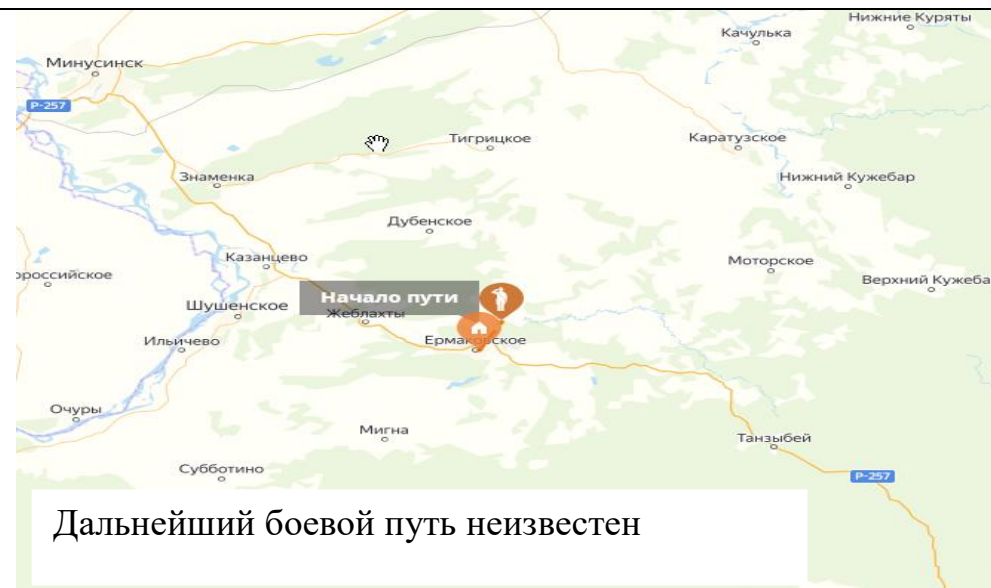 Нижние Куряты
Качулька
Минусинск
Р-257
Тигрицкое
Каратузское
Знаменка
Нижний Кужебар
Дубенское
Казанцево
Моторское
ороссийское
Верхний Кужеба
Начало пути
Шушенское
Жеблахты
Ильичево
Ермаковское
Очуры
Мигна
Танзыбей
Субботино
Р-257
Дальнейший боевой путь неизвестен